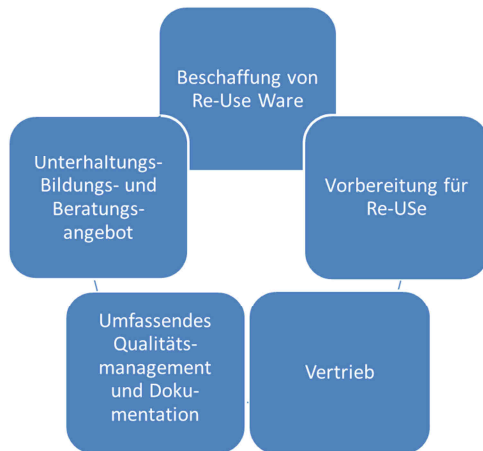 Beschaffung von
Re-Use Ware
Unterhaltungs-
Bildungs- und
Beratungs-
angebot
Vorbereitung für
Re-USe
Umfassendes
Qualitäts-
management
und Doku-
mentation
Vertrieb